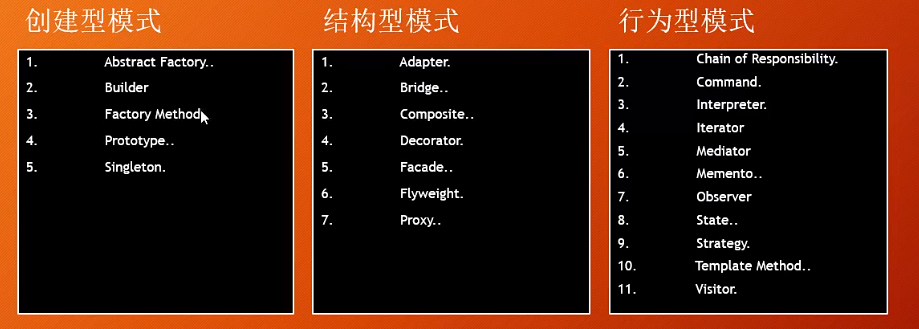 创建型模式
1. Abstract Factory..
2. Builder
3. Factory Method
4. Prototype..
5. Singleton.
结构型模式
1. Adapter.
2. Bridge..
3. Composite..
4. Decorator.
5. Facade..
6. Flyweight.
7. Proxy..
行为型模式
1. Chain of Responsibility.
2. Command.
3. Interpreter.
4. Iterator
5. Mediator
6. Memento..
7. Observer
8. State..
9. Strategy.
10. Template Method..
11. Visitor.